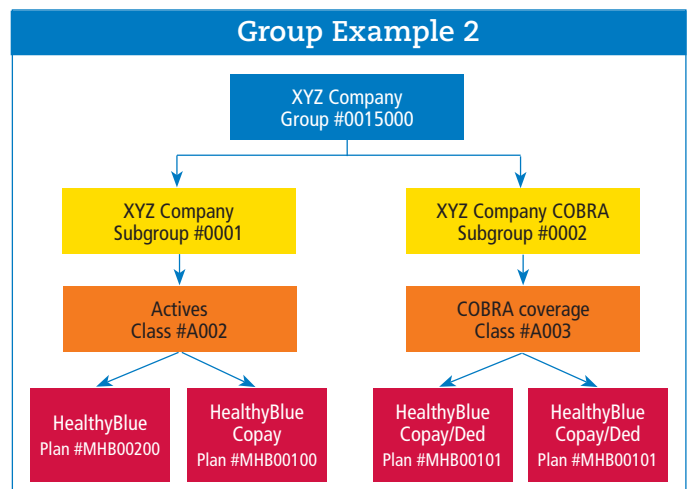 Group Example 2
XYZ Company
Group #0015000
XYZ Company
Subgroup #0001
XYZ Company COBRA
Subgroup #0002
Actives
Class #A002
COBRA coverage
Class #A003
HealthyBlue
Plan #MHB00200
HealthyBlue
Copay
Plan #MHB00100
HealthyBlue
Copay/Ded
Plan #MHB00101
HealthyBlue
Copay/Ded
Plan #MHB00101